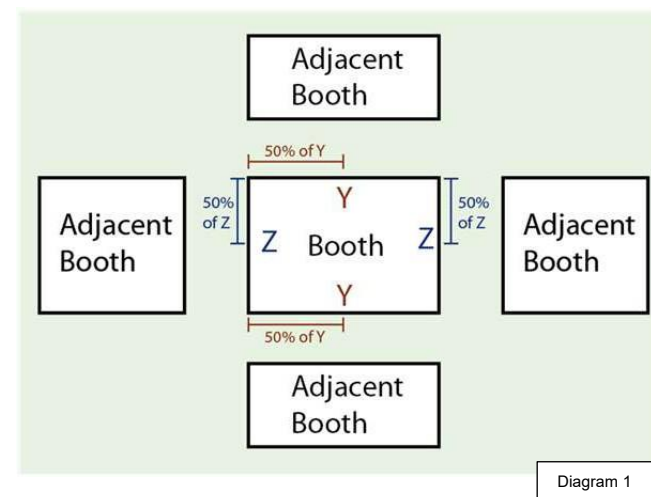 Adjacent
Booth
50% of Y
Adjacent
Booth
50%
of Z
Y
Z
Booth
Z
Y
50%
of Z
Adjacent
Booth
50% of Y
Adjacent
Booth
Diagram 1